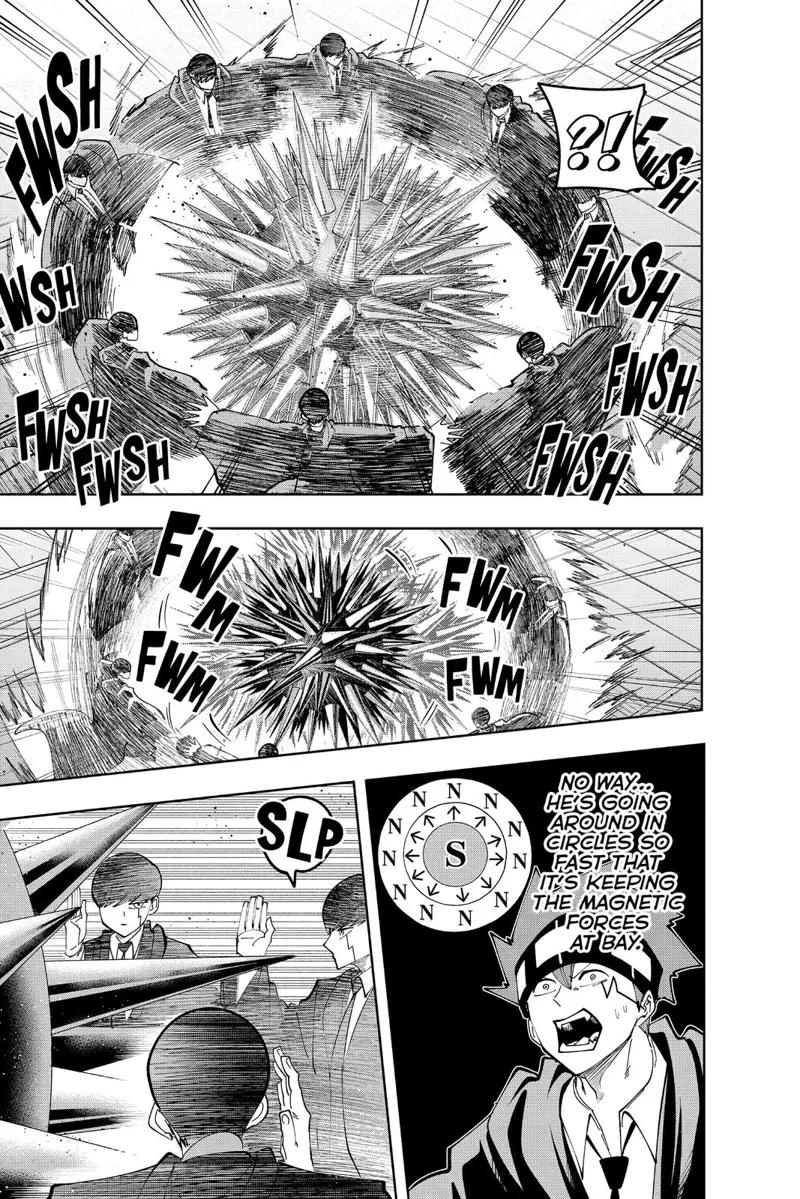 ?!
FWSH
FWSH
FWSH
FWSH
FWSH
FWSH
FWSH
FWSH
FWM
FWM
FWM
FWM
NO WAY...
HE'S GOING
AROUND IN
CIRCLES SO
FAST THAT
IT'S KEEPING
THE MAGNETIC
FORCES
AT BAY.
N
N
N
N
N
N
N
N
N
N
N
N
S
SLP